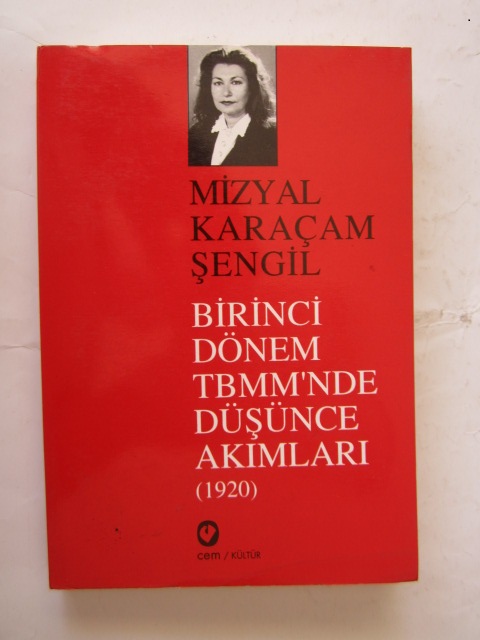 MİZYAL
KARAÇAM
ŞENGİL
BİRİNCİ
DÖNEM
TBMM'NDE
DÜŞÜNCE
AKIMLARI
(1920)
cem / KÜLTÜR